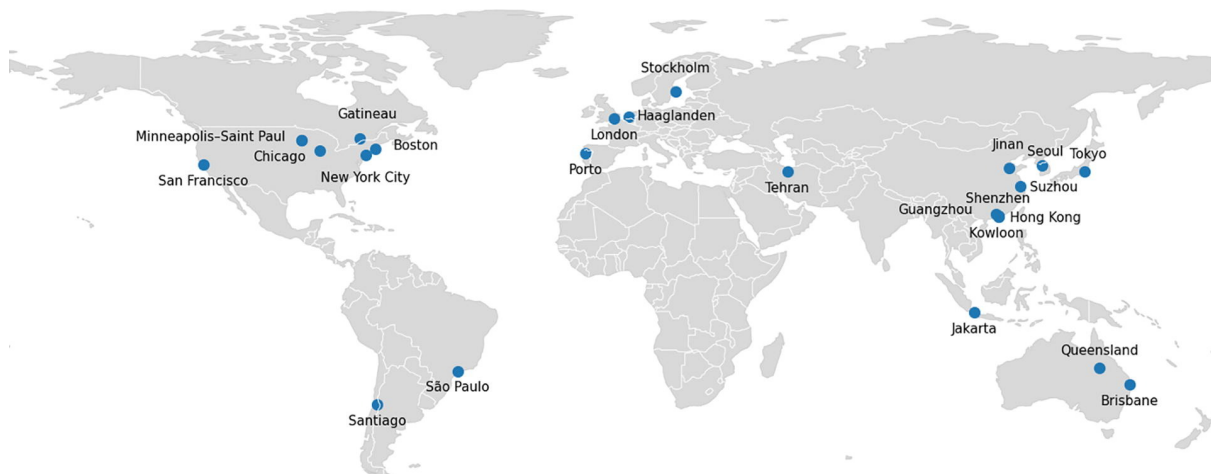 Stockholm
Gatineau
Haaglanden
Minneapolis–Saint Paul
London
Boston
Chicago
Jinan
Seoul
Tokyo
Porto
New York City
San Francisco
Tehran
Suzhou
Shenzhen
Guangzhou
Hong Kong
Kowloon
Jakarta
Queensland
São Paulo
Brisbane
Santiago